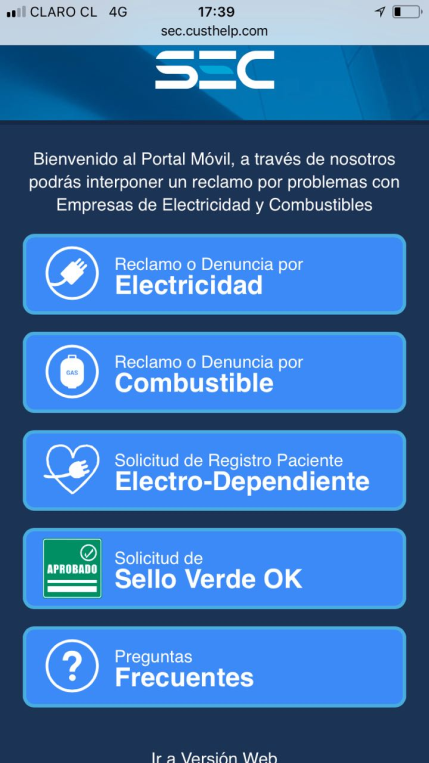 CLARO CL 4G 17:39
sec.custhelp.com
SEC
Bienvenido al Portal Móvil, a través de nosotros
podrás interponer un reclamo por problemas con
Empresas de Electricidad y Combustibles
Reclamo o Denuncia por
Electricidad
GAS
Reclamo o Denuncia por
Combustible
Solicitud de Registro Paciente
Electro-Dependiente
APROBADO
Solicitud de
Sello Verde OK
?
Preguntas
Frecuentes
Ir a Versión Web